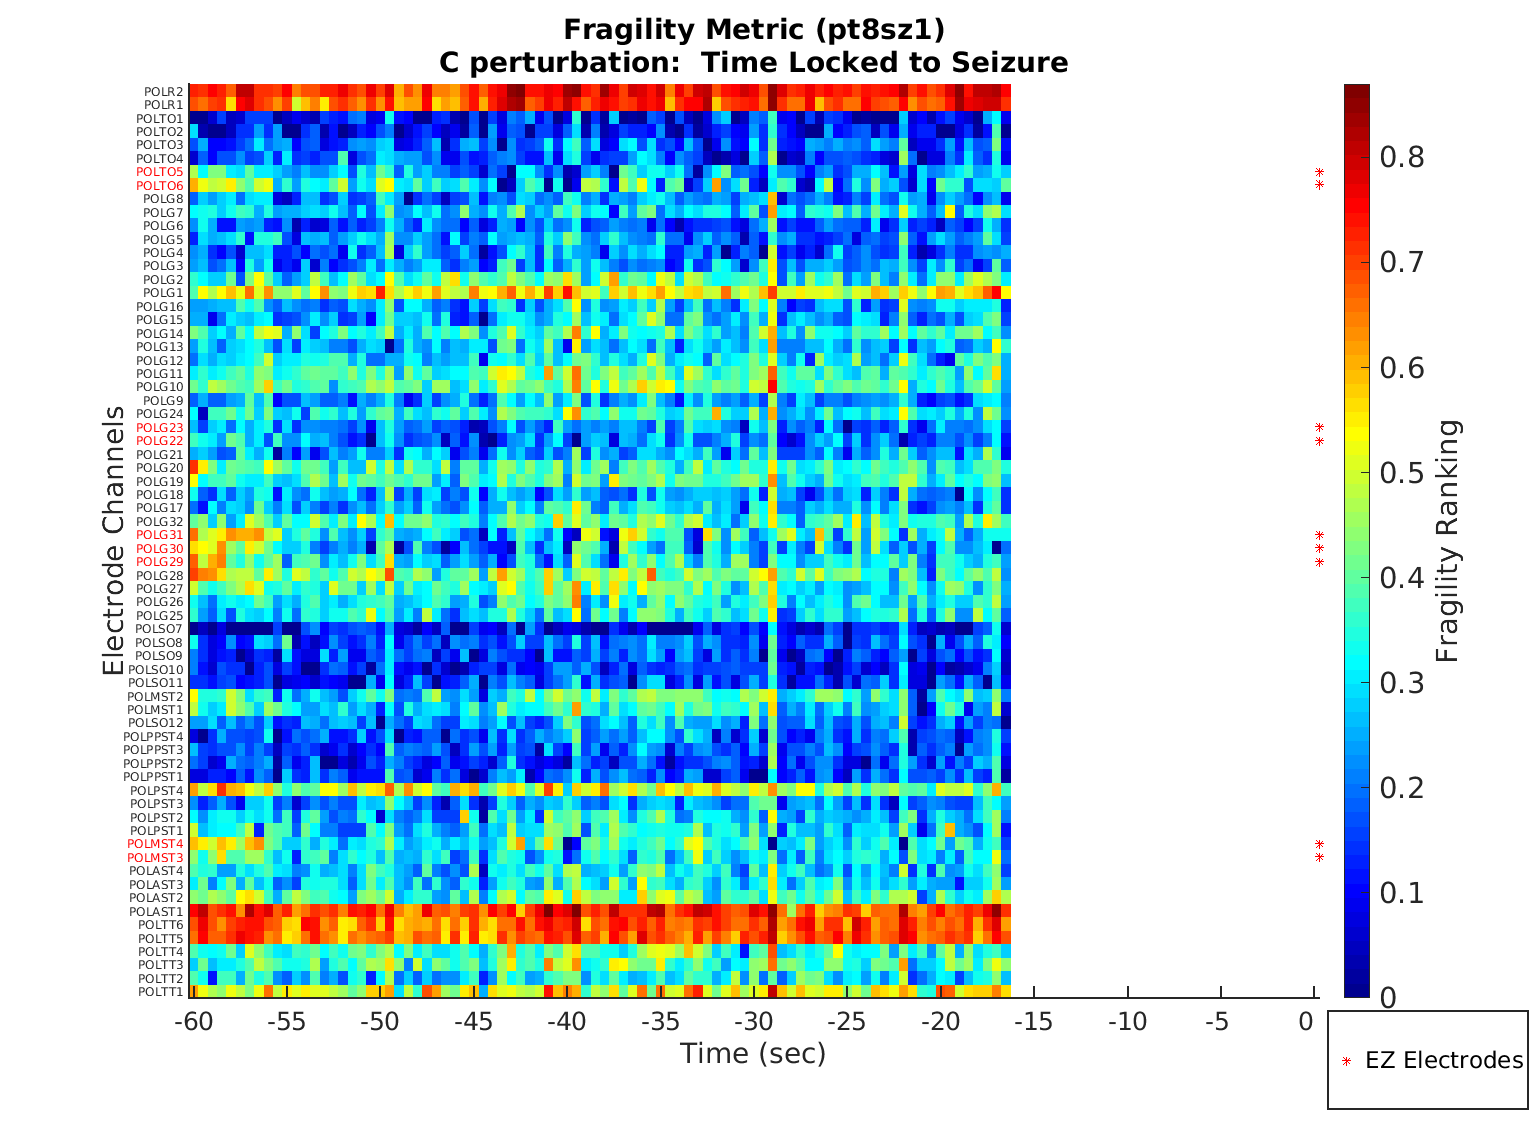 Fragility Metric (pt8sz1)
C perturbation:  Time Locked to Seizure
Electrode Channels
POLR2
POLR1
POLTO1
POLTO2
POLTO3
POLTO4
POLTO5
POLTO6
POLG8
POLG7
POLG6
POLG5
POLG4
POLG3
POLG2
POLG1
POLG16
POLG15
POLG14
POLG13
POLG12
POLG11
POLG10
POLG9
POLG24
POLG23
POLG22
POLG21
POLG20
POLG19
POLG18
POLG17
POLG32
POLG31
POLG30
POLG29
POLG28
POLG27
POLG26
POLG25
POLSO7
POLSO8
POLSO9
POLSO10
POLSO11
POLMST2
POLMST1
POLSO12
POLPPST4
POLPPST3
POLPPST2
POLPPST1
POLPST4
POLPST3
POLPST2
POLPST1
POLMST4
POLMST3
POLAST4
POLAST3
POLAST2
POLAST1
POLTT6
POLTT5
POLTT4
POLTT3
POLTT2
POLTT1
-60 -55 -50 -45 -40 -35 -30 -25 -20 -15 -10 -5 0
Time (sec)
0.8
0.7
0.6
0.5
0.4
0.3
0.2
0.1
0
Fragility Ranking
EZ Electrodes